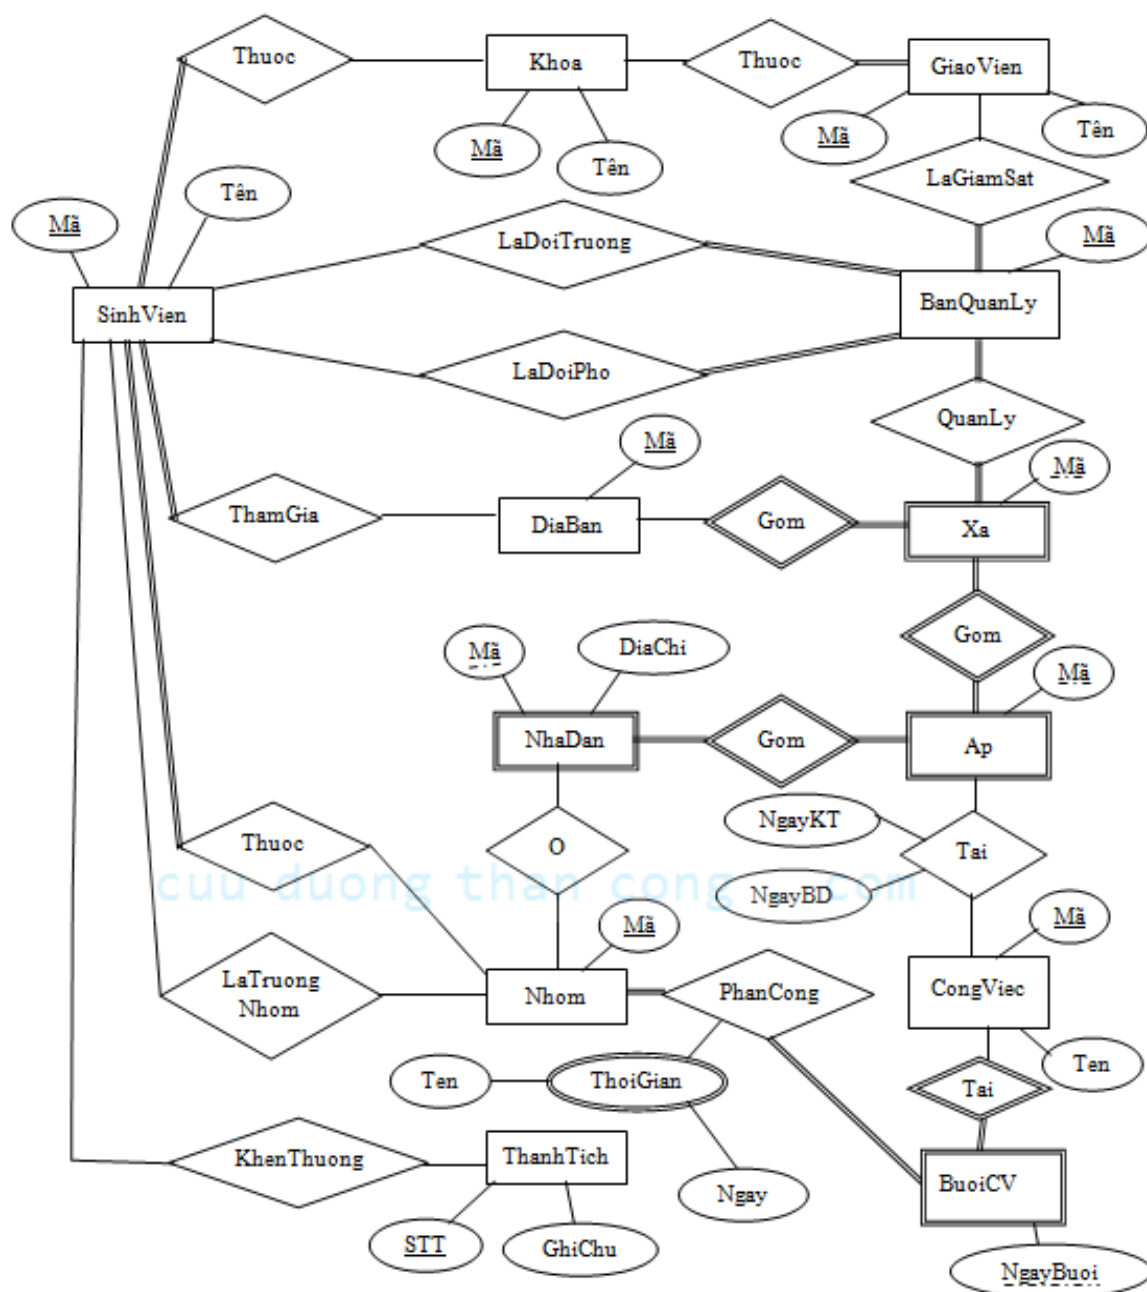 Thuoc
Khoa
Thuoc
GiaoVien
Mã
Tên
Mã
Tên
LaGiamSat
Mã
Tên
LaDoiTruong
Mã
SinhVien
BanQuanLy
LaDoiPho
QuanLy
Mã
Mã
ThamGia
DiaBan
Gom
Xa
Gom
Mã
DiaChi
Mã
NhaDan
Gom
Ap
NgayKT
Thuoc
O
Tai
cuu duong than cong . com
NgayBD
Mã
Mã
LaTruong
Nhom
Nhom
PhanCong
CongViec
Ten
ThoiGian
Ten
Tai
KhenThuong
ThanhTich
BuoiCV
Ngay
STT
GhiChu
NgayBuoi